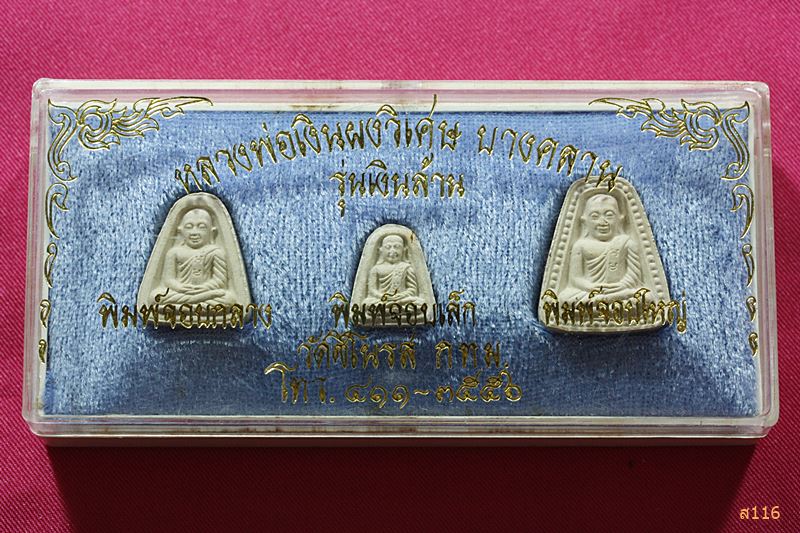 หลวงพ่อเงินผงวิเศษ บางคลาน
รุ่นเงินล้าน
พิมพ์จอบกลาง พิมพ์จอบเล็ก พิมพ์จอบใหญ่
วัดชิโนรส กทม.
โทร. ๔๑๑~๓๕๕๖
ส116